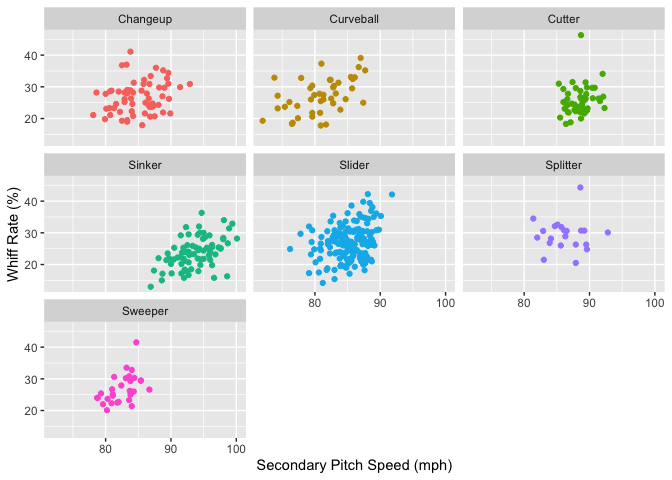 Changeup Curveball Cutter
40
30
20
Sinker Slider Splitter
40
30
20
80 90 100 80 90 100
Sweeper
40
30
20
80 90 100
Whiff Rate (%)
Secondary Pitch Speed (mph)